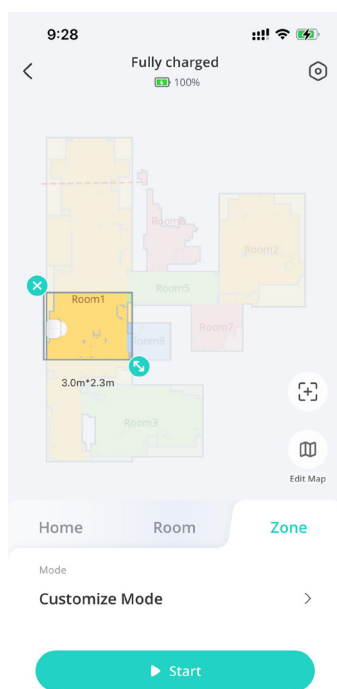 9:28
Fully charged
100%
Room2
Room5
Room1
Room7
Room8
3.0m*2.3m
Room3
Edit Map
Home
Room
Zone
Mode
Customize Mode
Start